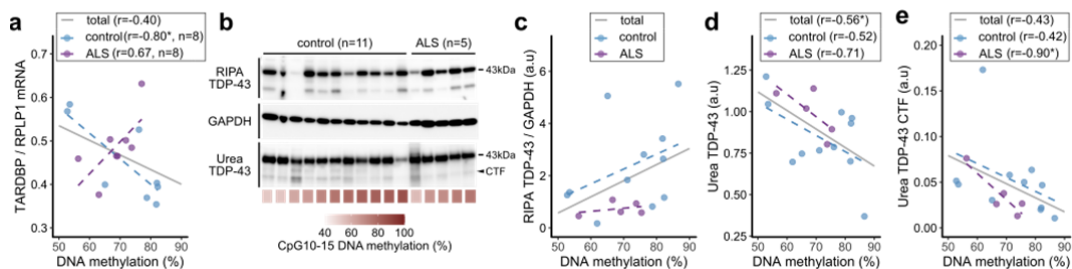 a
total (r=-0.40)
control(r=-0.80*, n=8)
ALS (r=0.67, n=8)
TARDBP / RPLP1 mRNA
0.7
0.6
0.5
0.4
0.3
50 60 70 80 90
DNA methylation (%)
b
control (n=11) ALS (n=5)
RIPA
TDP-43
43kDa
GAPDH
Urea
TDP-43
43kDa
CTF
40 60 80 100
CpG10-15 DNA methylation (%)
c
total
control
ALS
RIPA TDP-43 / GAPDH (a.u)
6
4
2
0
50 60 70 80 90
DNA methylation (%)
d
total (r=-0.56*)
control (r=-0.52)
ALS (r=-0.71)
Urea TDP-43 (a.u)
1.25
1.00
0.75
0.50
0.25
50 60 70 80 90
DNA methylation (%)
e
total (r=-0.43)
control (r=-0.42)
ALS (r=-0.90*)
Urea TDP-43 CTF (a.u)
0.20
0.15
0.10
0.05
0.00
50 60 70 80 90
DNA methylation (%)